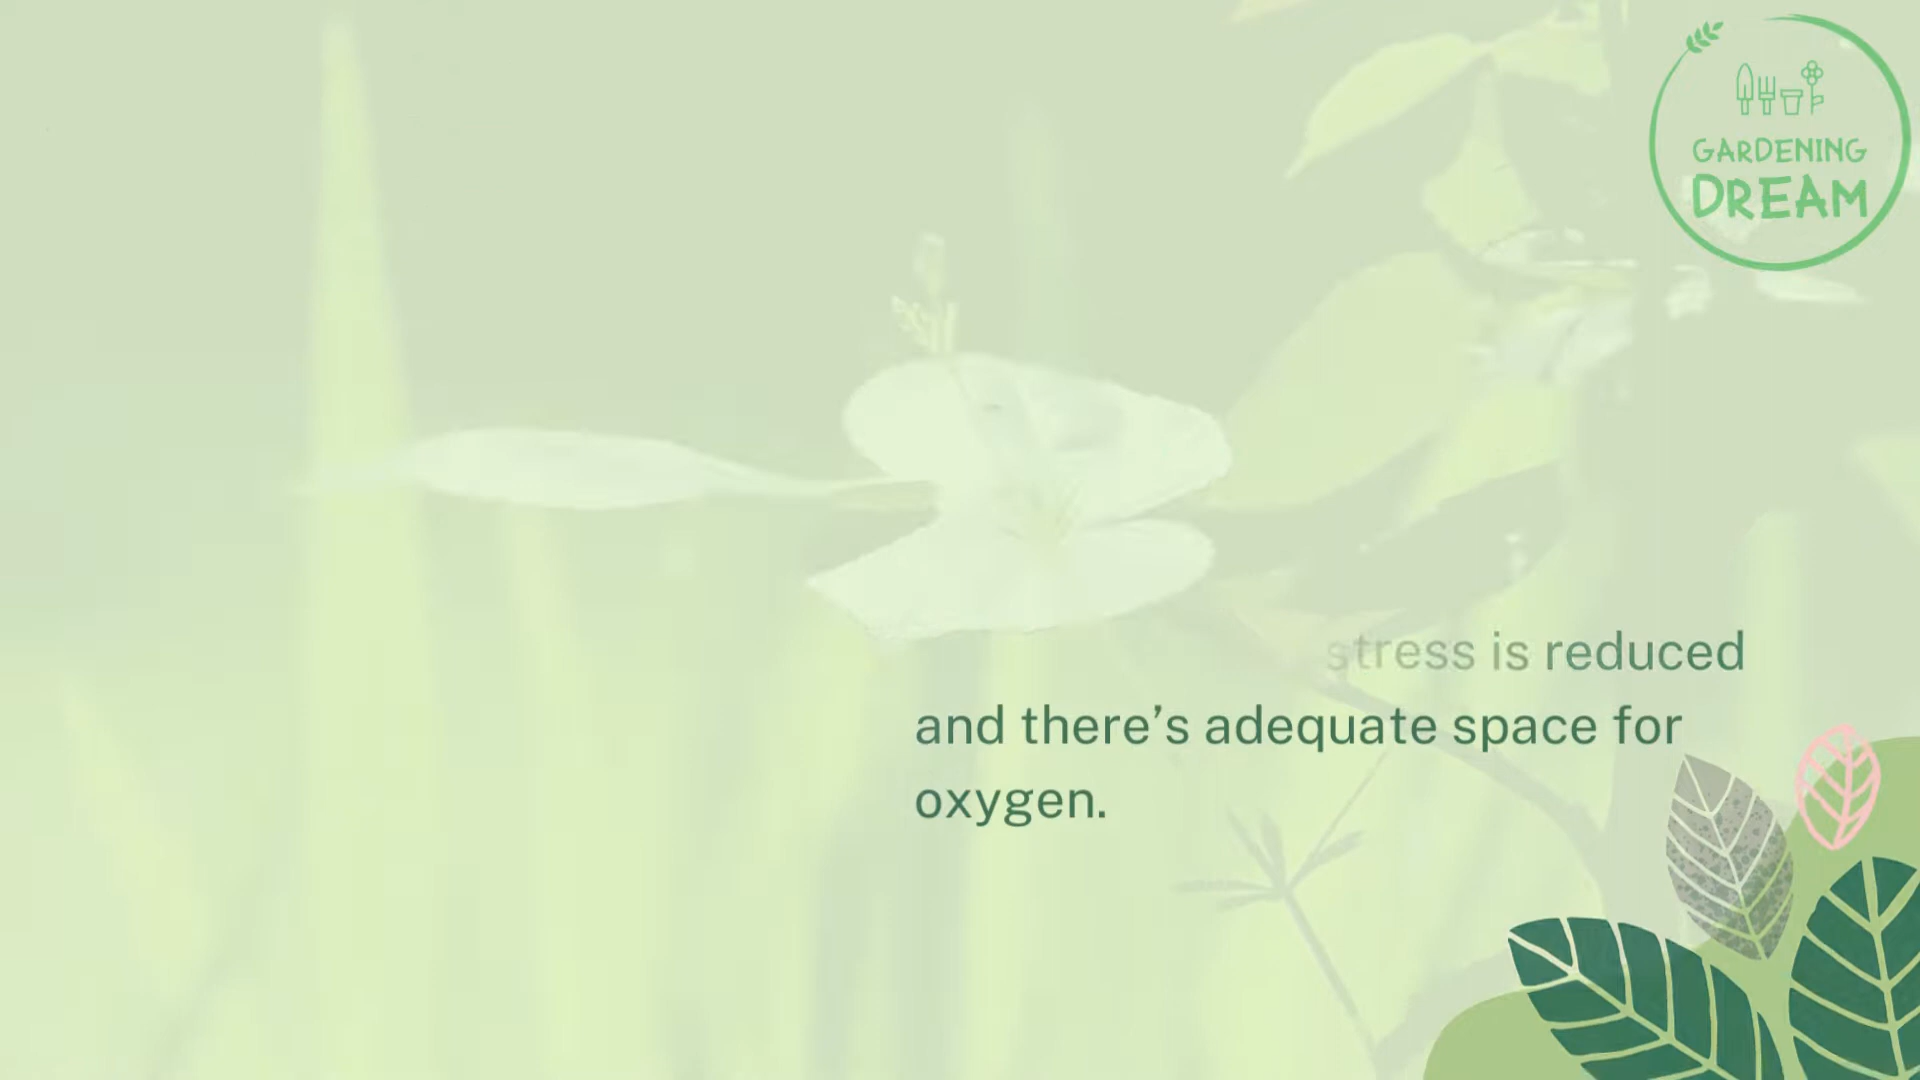 GARDENING
DREAM
stress is reduced
and there’s adequate space for
oxygen.